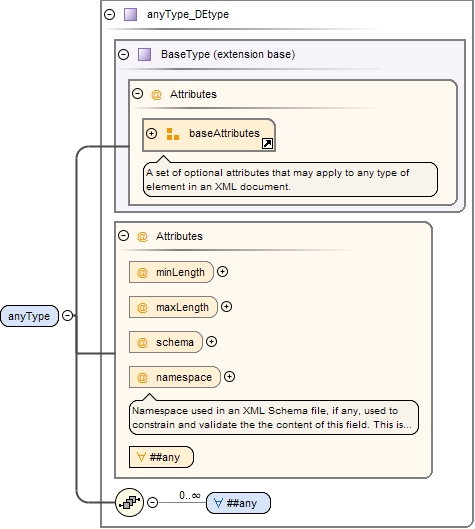 anyType_DEtype
BaseType (extension base)
@ Attributes
baseAttributes
A set of optional attributes that may apply to any type of
element in an XML document.
@ Attributes
@ minLength
@ maxLength
@ schema
@ namespace
Namespace used in an XML Schema file, if any, used to
constrain and validate the the content of this field. This is...
∀ ##any
anyType
0..∞
∀ ##any